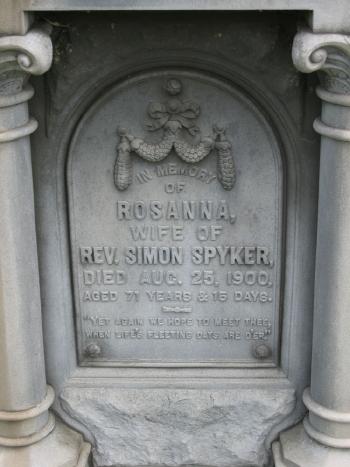 IN MEMORY
OF
ROSANNA,
WIFE OF
REV. SIMON SPYKER,
DIED AUG. 25, 1900,
AGED 71 YEARS & 15 DAYS.
"YET AGAIN WE HOPE TO MEET THEE
WHEN LIFE'S FLEETING DAYS ARE O'ER"